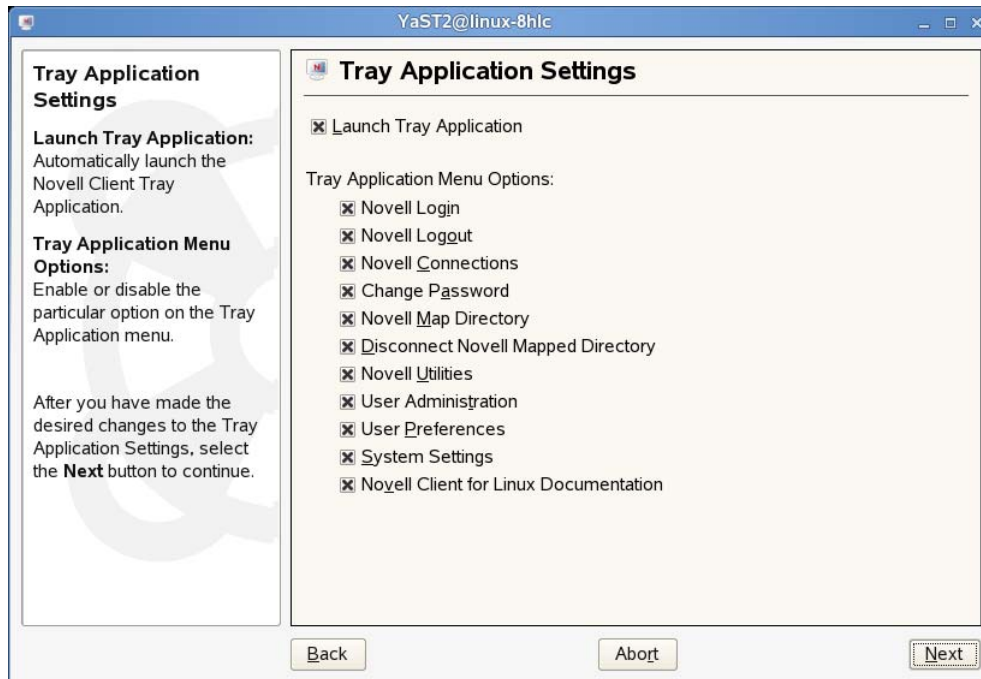 YaST2@linux-8hlc
Tray Application
Settings
Launch Tray Application:
Automatically launch the
Novell Client Tray
Application.
Tray Application Menu
Options:
Enable or disable the
particular option on the Tray
Application menu.
After you have made the
desired changes to the Tray
Application Settings, select
the Next button to continue.
Tray Application Settings
Launch Tray Application
Tray Application Menu Options:
Novell Login
Novell Logout
Novell Connections
Change Password
Novell Map Directory
Disconnect Novell Mapped Directory
Novell Utilities
User Administration
User Preferences
System Settings
Novell Client for Linux Documentation
Back
Abort
Next